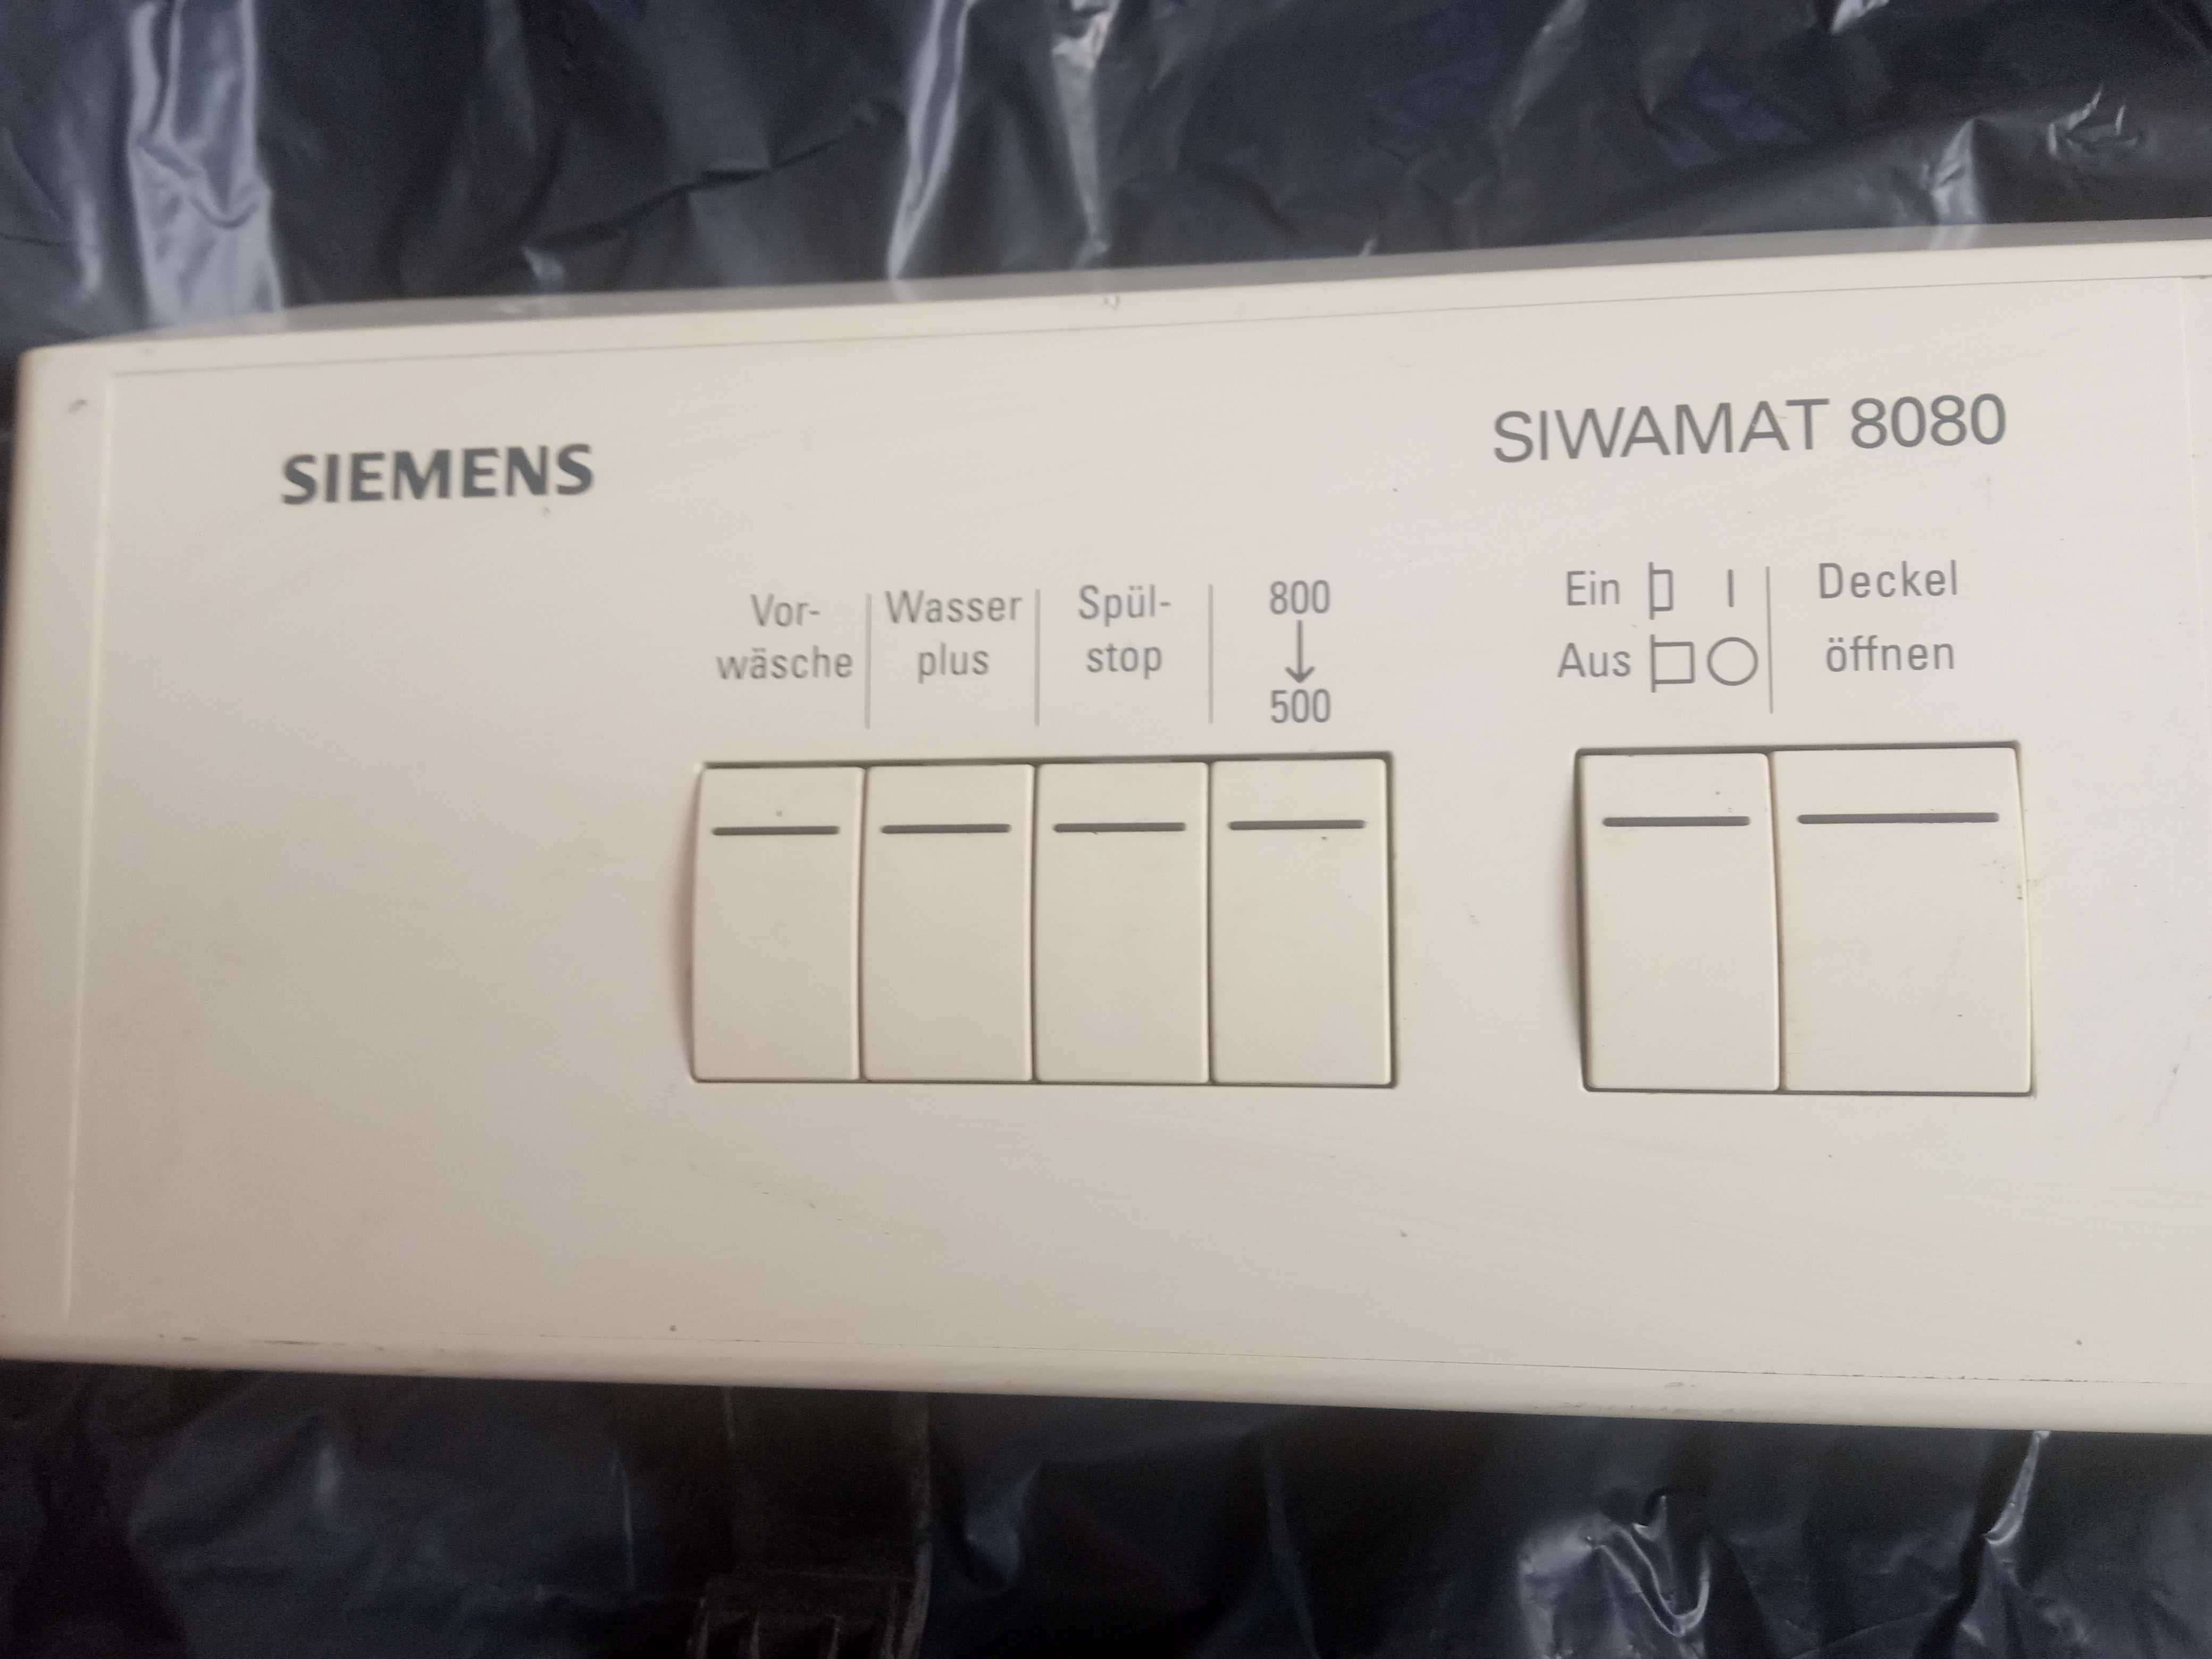 SIEMENS
SIWAMAT 8080
Vor-
wäsche
Wasser
plus
Spül-
stop
800
↓
500
Ein I
Aus O
Deckel
öffnen